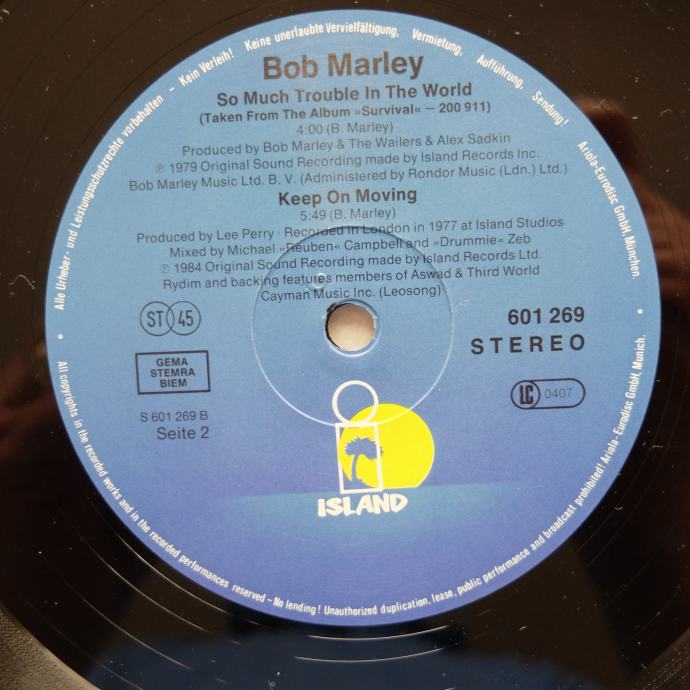 Alle Urheber- und Leistungsschutzrechte vorbehalten - Kein Verleih! Keine unerlaubte Vervielfältigung, Vermietung, Aufführung, Sendung! Ariola-Eurodisc GmbH München.
Bob Marley
So Much Trouble In The World
(Taken From The Album »Survival« – 200 911)
4:00 (B. Marley)
Produced by Bob Marley & The Wailers & Alex Sadkin
℗ 1979 Original Sound Recording made by Island Records Inc.
Bob Marley Music Ltd. B. V. (Administered by Rondor Music (Ldn.) Ltd.)
Keep On Moving
5:49 (B. Marley)
Produced by Lee Perry · Recorded in London in 1977 at Island Studios
Mixed by Michael »Reuben« Campbell and »Drummie« Zeb
℗ 1984 Original Sound Recording made by Island Records Ltd.
Rydim and backing features members of Aswad & Third World
Cayman Music Inc. (Leosong)
ST 45
601 269
STEREO
GEMA
STEMRA
BIEM
LC 0407
S 601 269 B
Seite 2
ISLAND
All copyrights in the recorded works and in the recorded performances reserved – No lending! Unauthorized duplication, lease, public performance and broadcast prohibited! Ariola-Eurodisc GmbH, Munich.